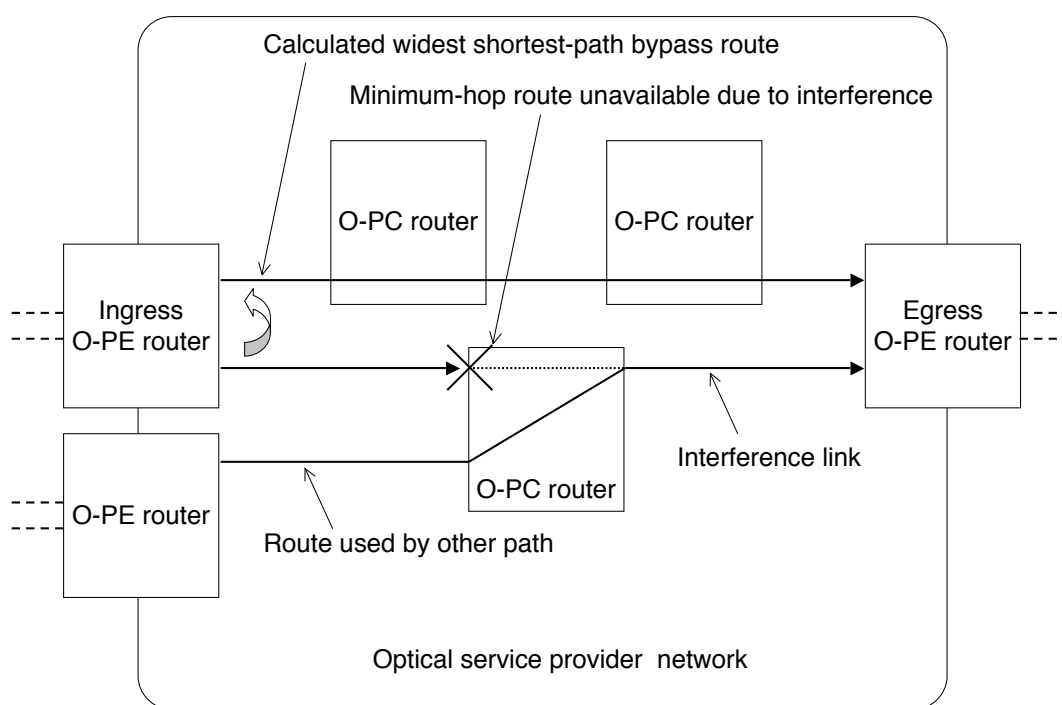 Calculated widest shortest-path bypass route
Minimum-hop route unavailable due to interference
O-PC router
O-PC router
Ingress
O-PE router
Egress
O-PE router
Interference link
O-PC router
O-PE router
Route used by other path
Optical service provider network